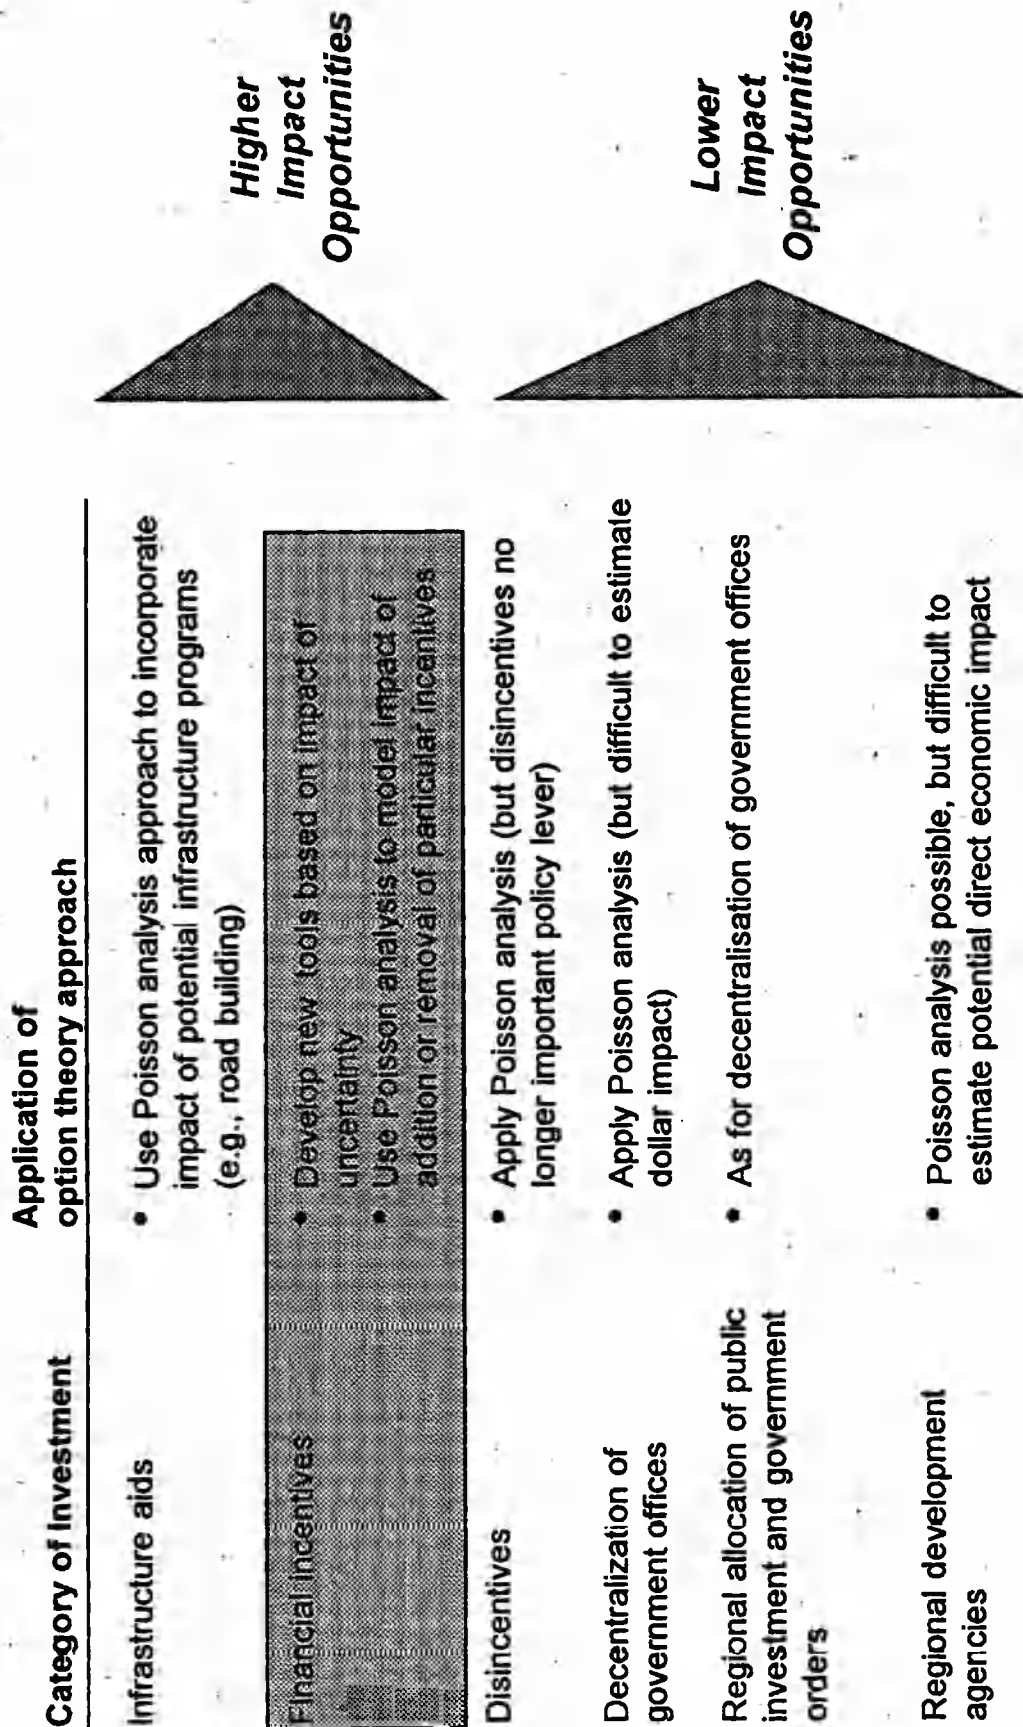 Category of Investment
Application of
option theory approach
Infrastructure aids
• Use Poisson analysis approach to incorporate
impact of potential infrastructure programs
(e.g., road building)
Financial incentives
• Develop new tools based on impact of
uncertainty
• Use Poisson analysis to model impact of
addition or removal of particular incentives
Higher
Impact
Opportunities
Disincentives
• Apply Poisson analysis (but disincentives no
longer important policy lever)
Decentralization of
government offices
• Apply Poisson analysis (but difficult to estimate
dollar impact)
Regional allocation of public
investment and government
orders
• As for decentralisation of government offices
Regional development
agencies
• Poisson analysis possible, but difficult to
estimate potential direct economic impact
Lower
Impact
Opportunities